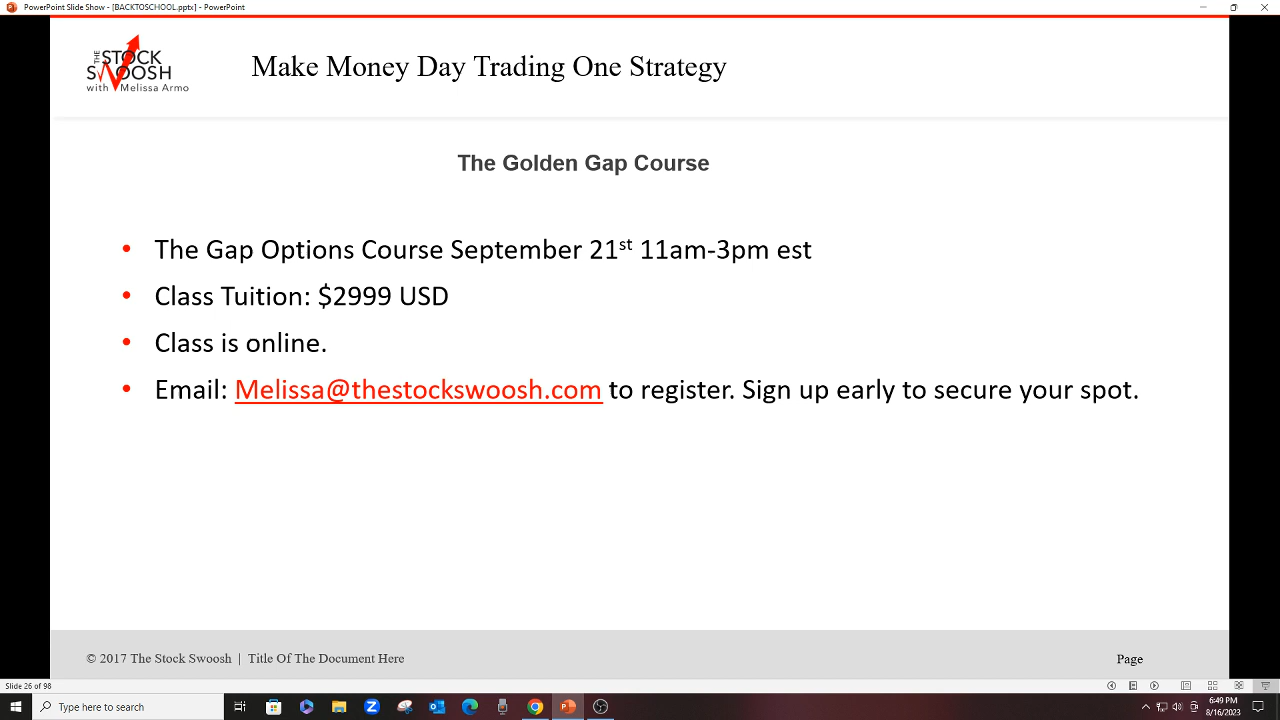 PowerPoint Slide Show - [BACKTOSCHOOL.pptx] - PowerPoint
THE STOCK
SWOOSH
with Melissa Armo
Make Money Day Trading One Strategy
The Golden Gap Course
• The Gap Options Course September 21st 11am-3pm est
• Class Tuition: $2999 USD
• Class is online.
• Email: Melissa@thestockswoosh.com to register. Sign up early to secure your spot.
© 2017 The Stock Swoosh | Title Of The Document Here
Page
Slide 26 of 98
Type here to search
6:49 PM
8/16/2023